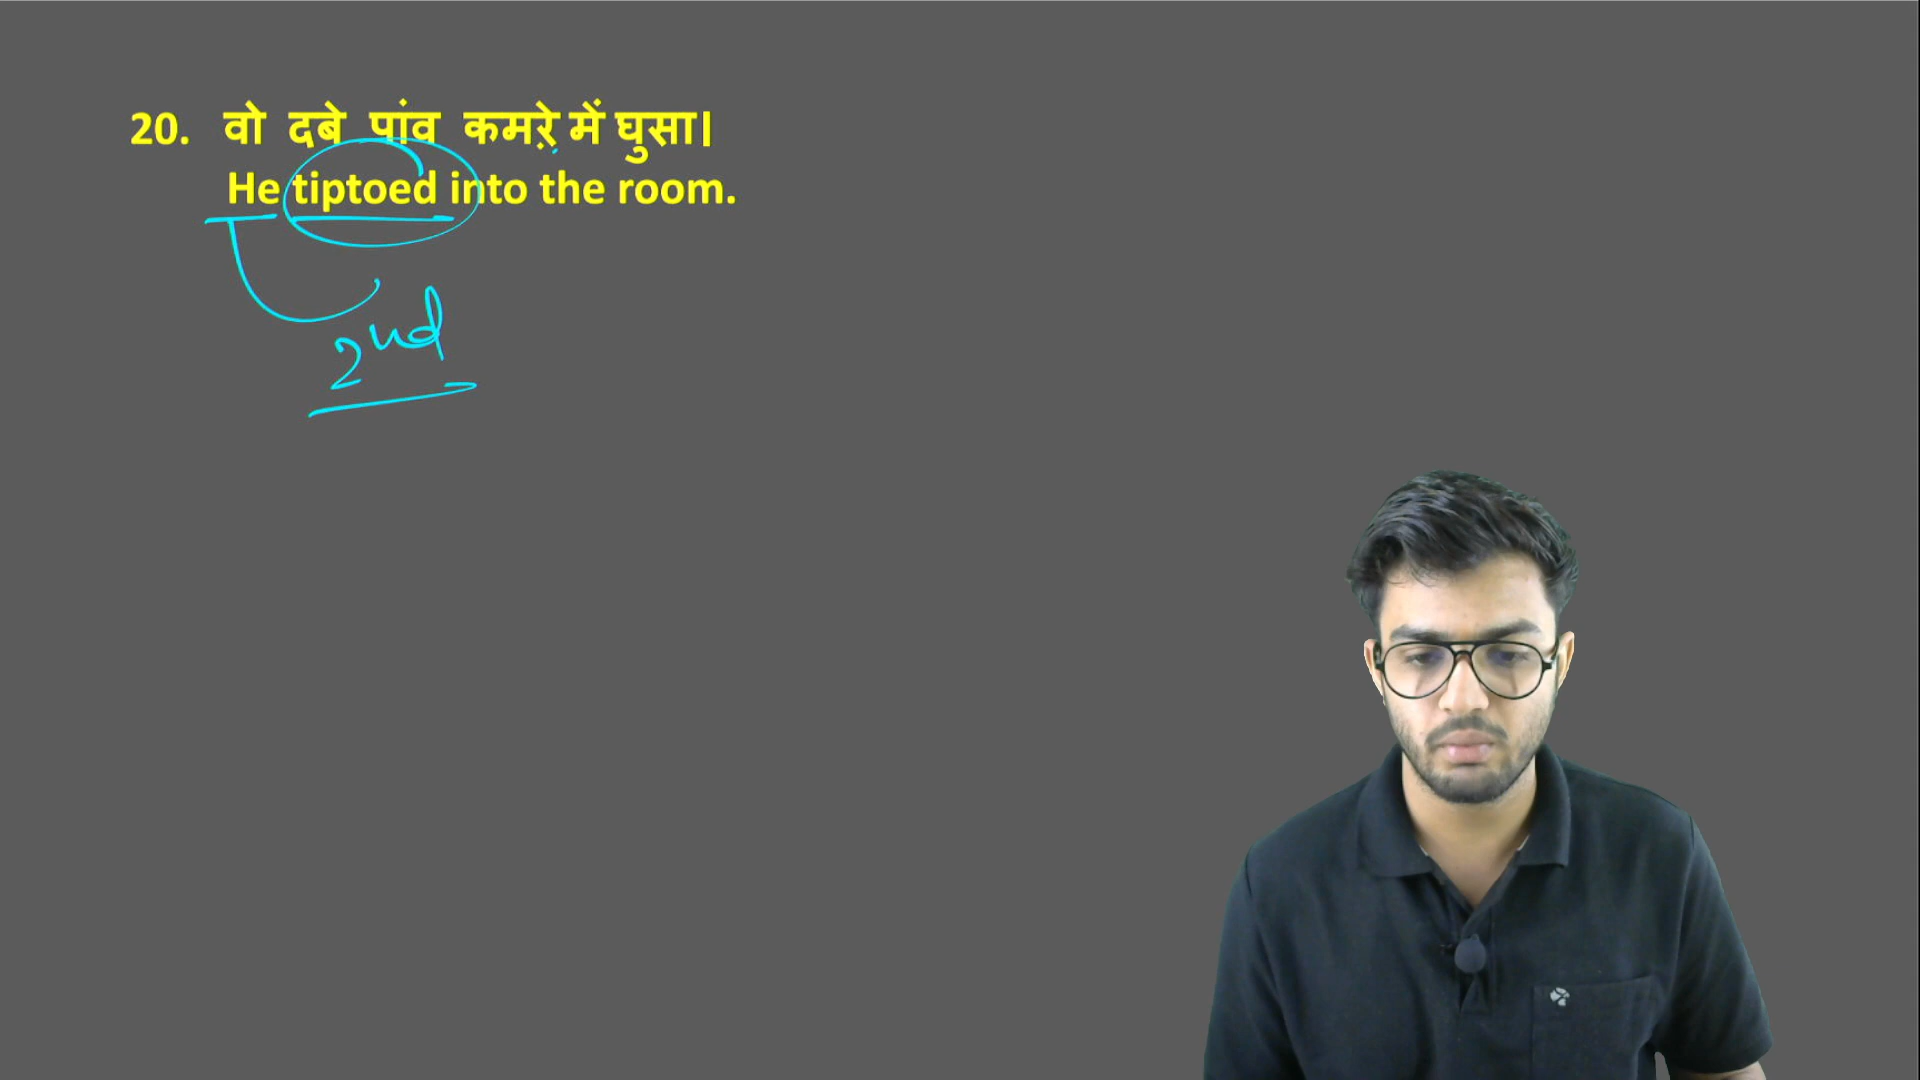 20. वो दबे पांव कमरे़ में घुसा।
He tiptoed into the room.
2nd